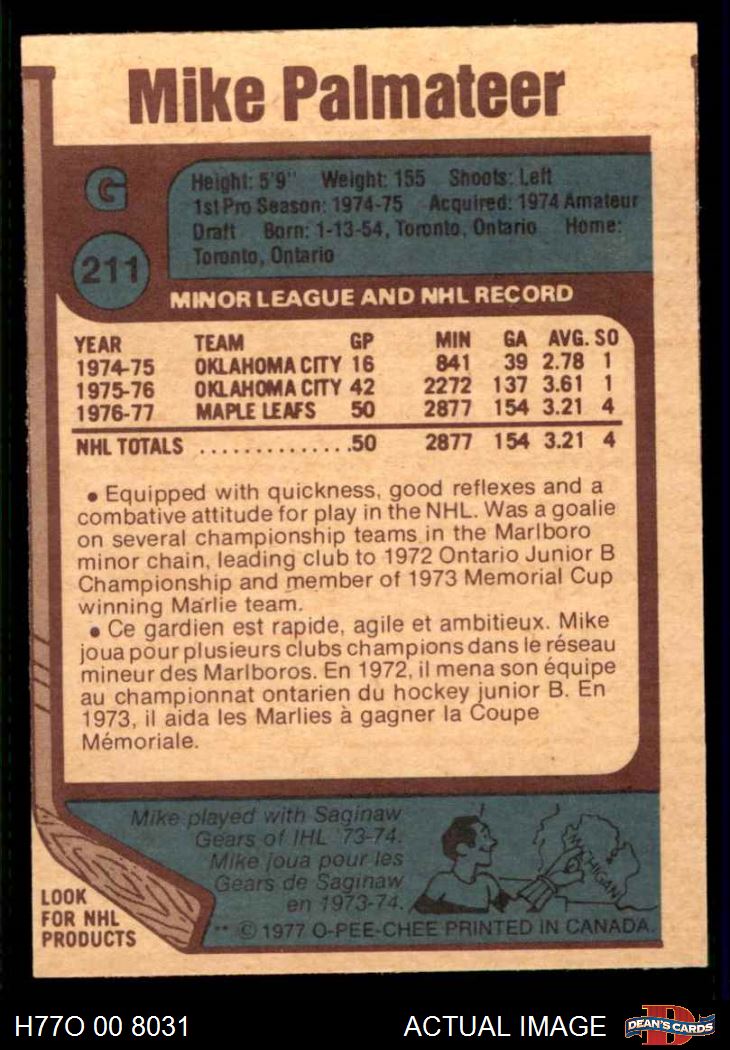 Mike Palmateer
G
Height: 5'9" Weight: 155 Shoots: Left
1st Pro Season: 1974-75 Acquired: 1974 Amateur
Draft Born: 1-13-54, Toronto, Ontario Home:
Toronto, Ontario
211
MINOR LEAGUE AND NHL RECORD
YEAR TEAM GP MIN GA AVG. SO
1974-75 OKLAHOMA CITY 16 841 39 2.78 1
1975-76 OKLAHOMA CITY 42 2272 137 3.61 1
1976-77 MAPLE LEAFS 50 2877 154 3.21 4
NHL TOTALS ..............50 2877 154 3.21 4
• Equipped with quickness, good reflexes and a
combative attitude for play in the NHL. Was a goalie
on several championship teams in the Marlboro
minor chain, leading club to 1972 Ontario Junior B
Championship and member of 1973 Memorial Cup
winning Marlie team.
• Ce gardien est rapide, agile et ambitieux. Mike
joua pour plusieurs clubs champions dans le réseau
mineur des Marlboros. En 1972, il mena son équipe
au championnat ontarien du hockey junior B. En
1973, il aida les Marlies à gagner la Coupe
Mémoriale.
Mike played with Saginaw
Gears of IHL '73-74.
Mike joua pour les
Gears de Saginaw
en 1973-74.
MICHIGAN
LOOK
FOR NHL
PRODUCTS
** © 1977 O-PEE-CHEE PRINTED IN CANADA.
H77O 00 8031 ACTUAL IMAGE
D
DEAN'S CARDS